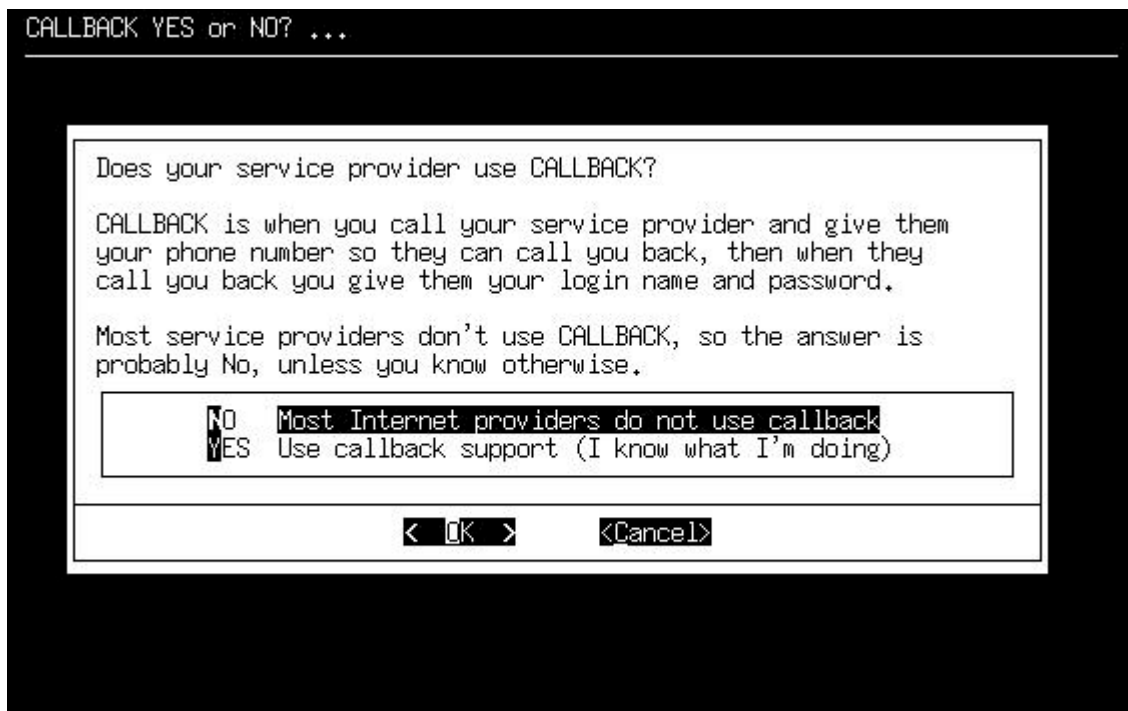 CALLBACK YES or NO? ...
Does your service provider use CALLBACK?
CALLBACK is when you call your service provider and give them
your phone number so they can call you back, then when they
call you back you give them your login name and password.
Most service providers don't use CALLBACK, so the answer is
probably No, unless you know otherwise.
NO Most Internet providers do not use callback
YES Use callback support (I know what I'm doing)
< OK > <Cancel>